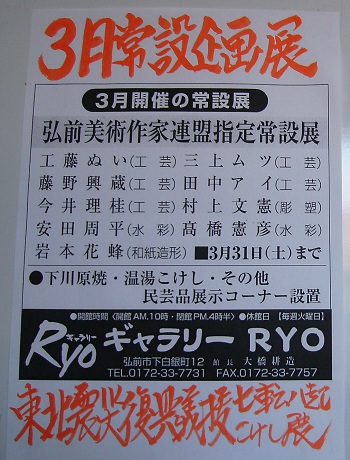 3月常設企画展
3月開催の常設展
弘前美術作家連盟指定常設展
工藤ぬい(工芸) 三上ムツ(工芸)
藤野興蔵(工芸) 田中アイ(工芸)
今井理桂(工芸) 村上文憲(彫塑)
安田周平(水彩) 高橋憲彦(水彩)
岩本花蜂(和紙造形) ■3月31日(土)まで
●下川原焼・温湯こけし・その他
民芸品展示コーナー設置
●開館時間〈開館AM.10時・閉館PM.4時半〉 ●休館日【毎週火曜日】
ギャラリー
Ryo ギャラリー RYO
弘前市下白銀町12 館長 大橋耕造
TEL.0172-33-7731 FAX.0172-33-7757
東北震災復興義援七転八起
こけし展